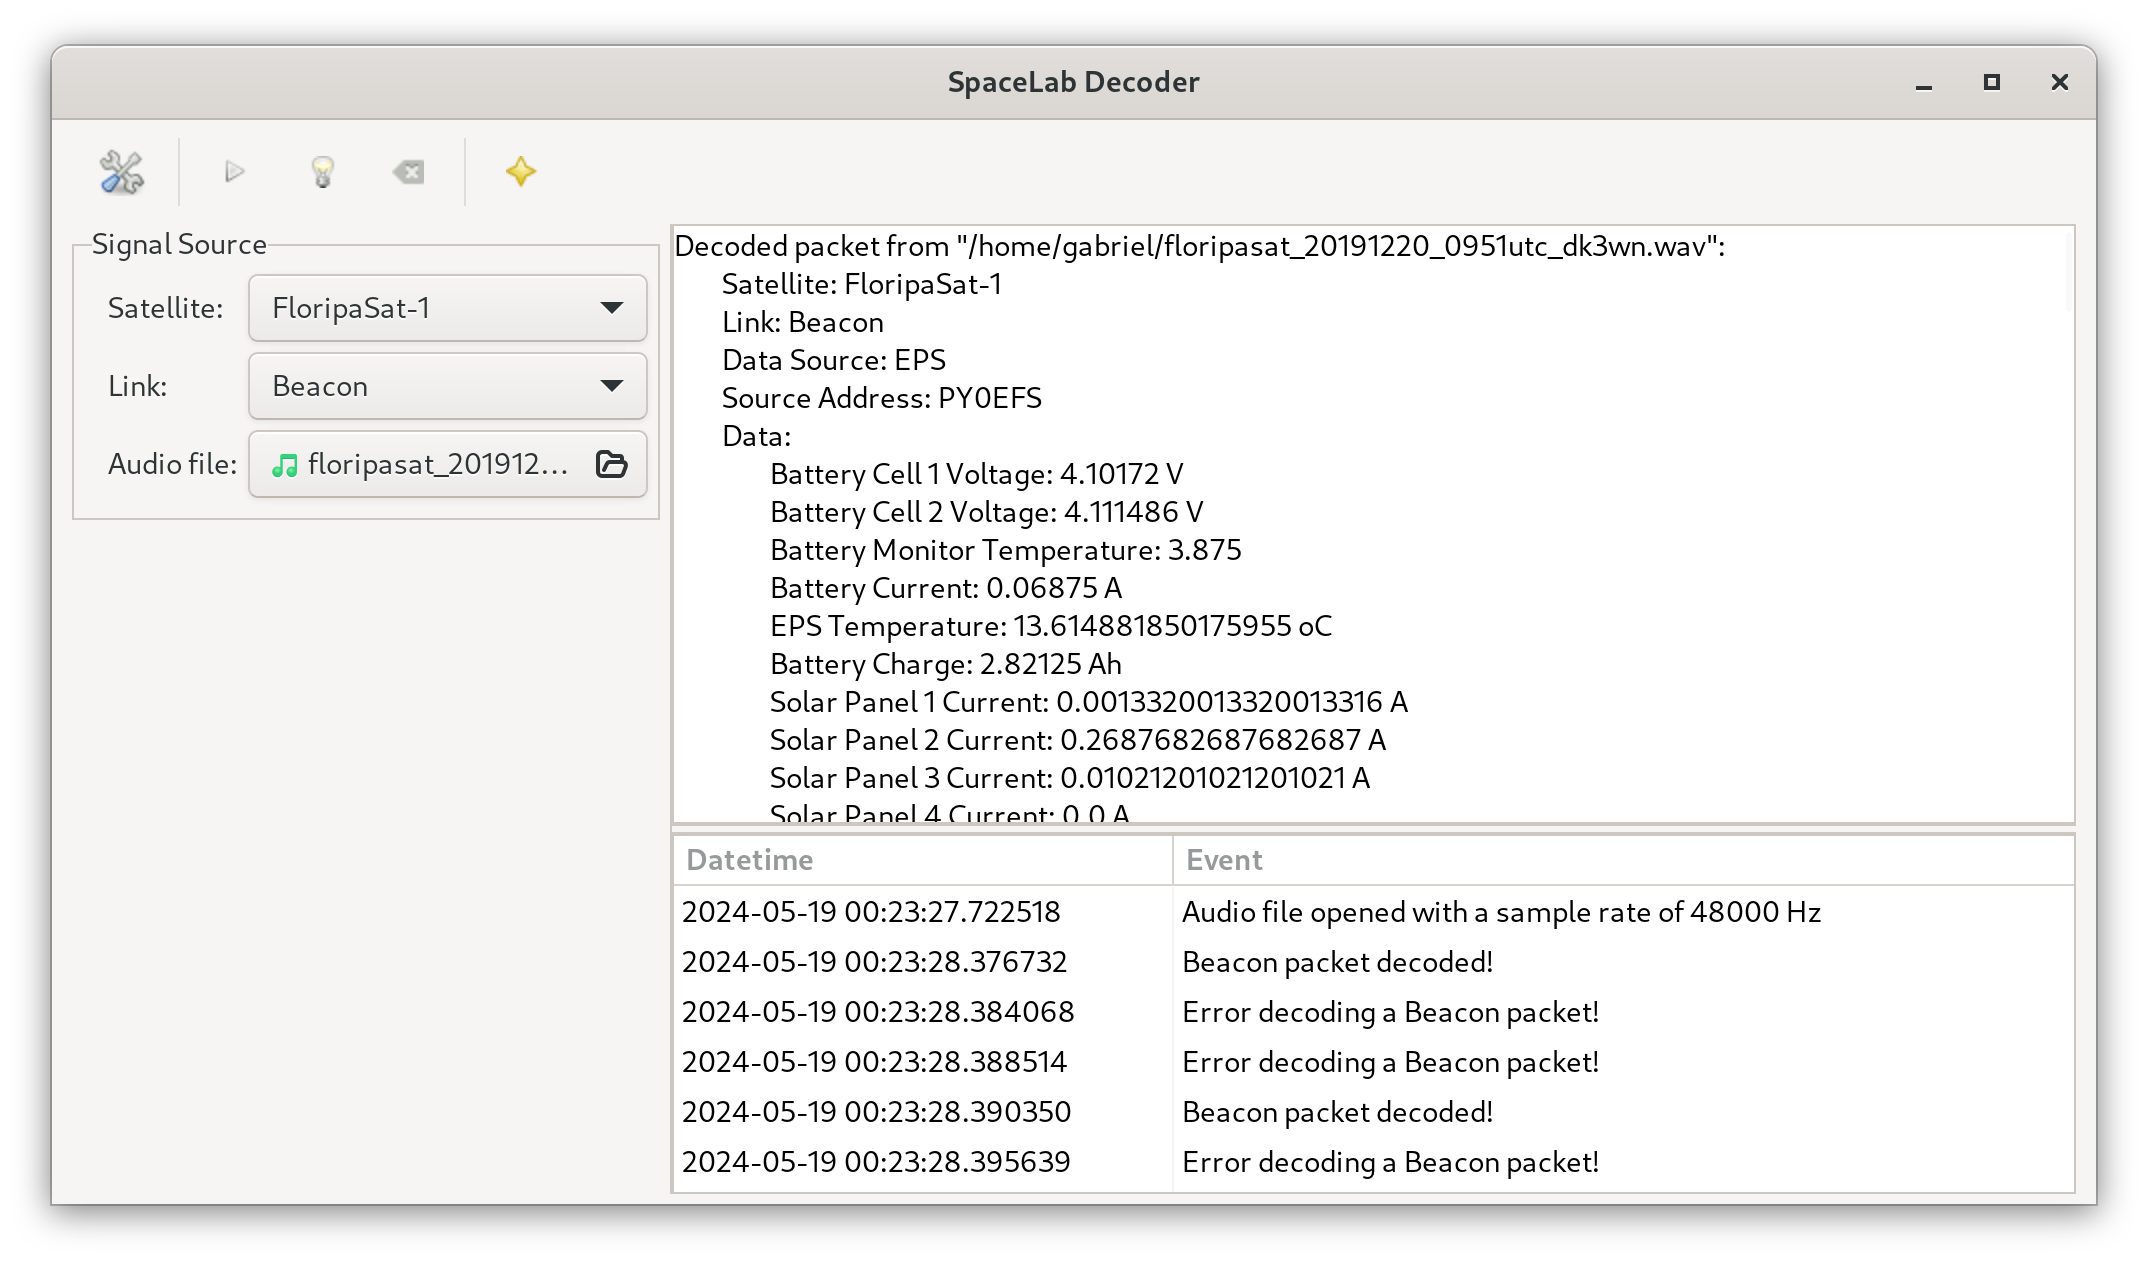 SpaceLab Decoder
Signal Source
Satellite: FloripaSat-1
Link: Beacon
Audio file: floripasat_201912...
Decoded packet from "/home/gabriel/floripasat_20191220_0951utc_dk3wn.wav":
Satellite: FloripaSat-1
Link: Beacon
Data Source: EPS
Source Address: PY0EFS
Data:
Battery Cell 1 Voltage: 4.10172 V
Battery Cell 2 Voltage: 4.111486 V
Battery Monitor Temperature: 3.875
Battery Current: 0.06875 A
EPS Temperature: 13.614881850175955 oC
Battery Charge: 2.82125 Ah
Solar Panel 1 Current: 0.0013320013320013316 A
Solar Panel 2 Current: 0.2687682687682687 A
Solar Panel 3 Current: 0.01021201021201021 A
Solar Panel 4 Current: 0.0 A
Datetime Event
2024-05-19 00:23:27.722518 Audio file opened with a sample rate of 48000 Hz
2024-05-19 00:23:28.376732 Beacon packet decoded!
2024-05-19 00:23:28.384068 Error decoding a Beacon packet!
2024-05-19 00:23:28.388514 Error decoding a Beacon packet!
2024-05-19 00:23:28.390350 Beacon packet decoded!
2024-05-19 00:23:28.395639 Error decoding a Beacon packet!